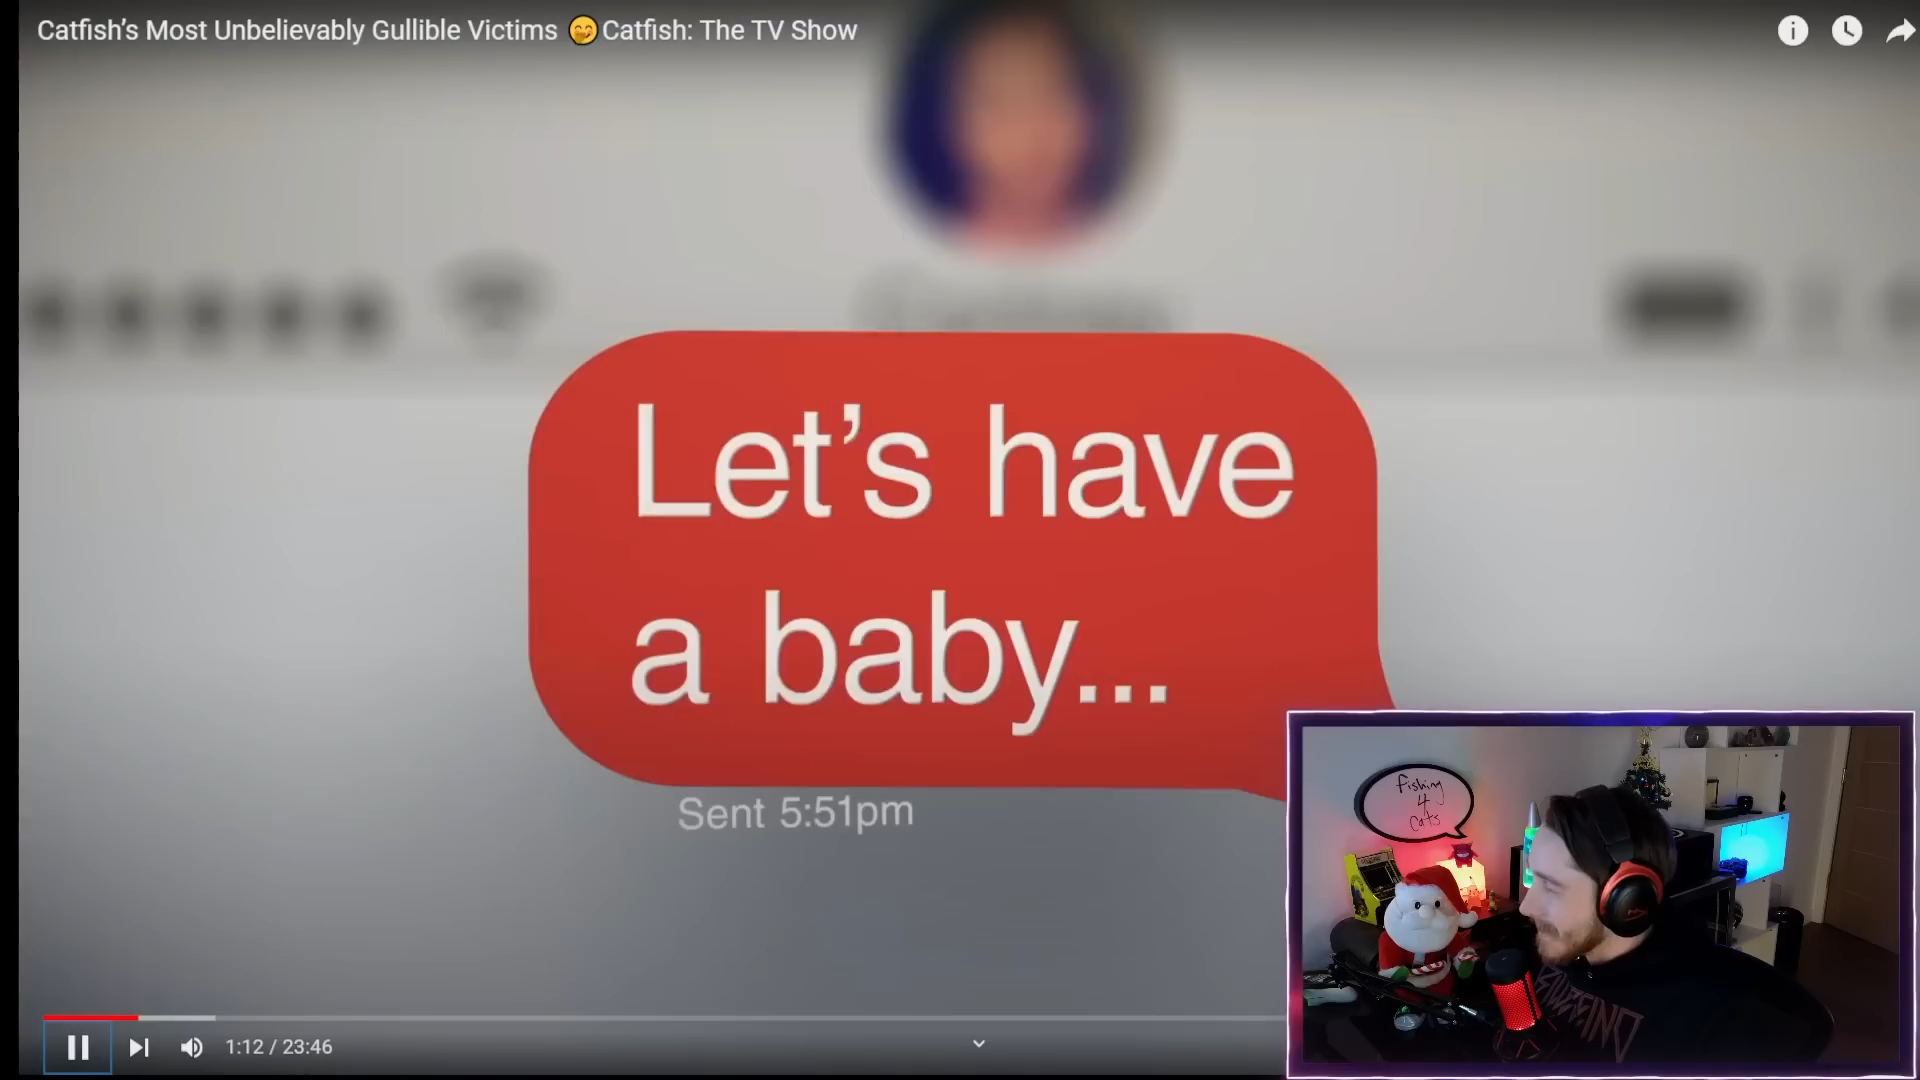 Catfish's Most Unbelievably Gullible Victims 🤭Catfish: The TV Show
Let’s have
a baby...
Sent 5:51pm
fishing
4
cats
1:12 / 23:46